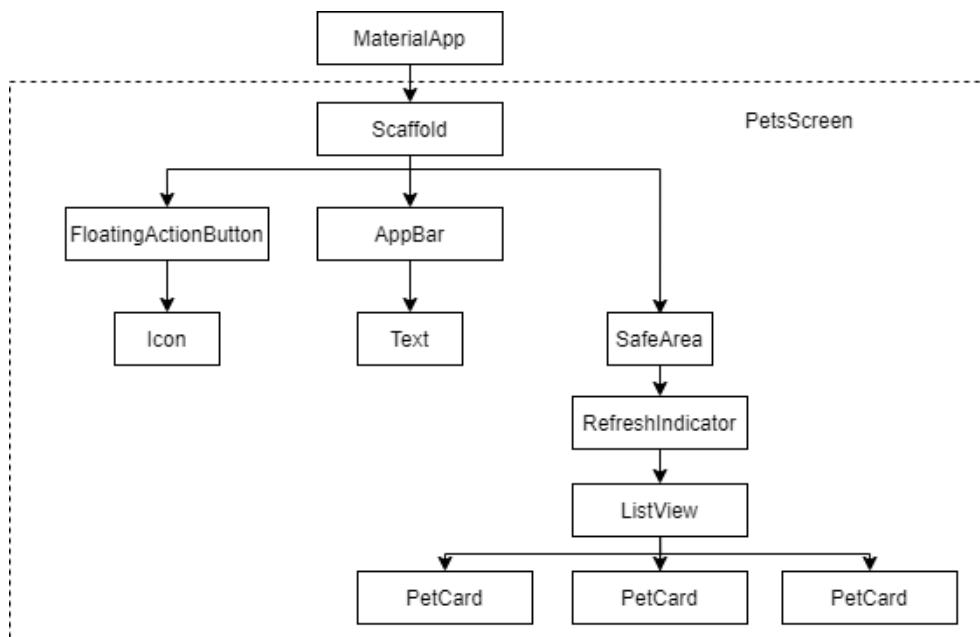 MaterialApp
Scaffold
PetsScreen
FloatingActionButton
AppBar
Icon
Text
SafeArea
RefreshIndicator
ListView
PetCard
PetCard
PetCard